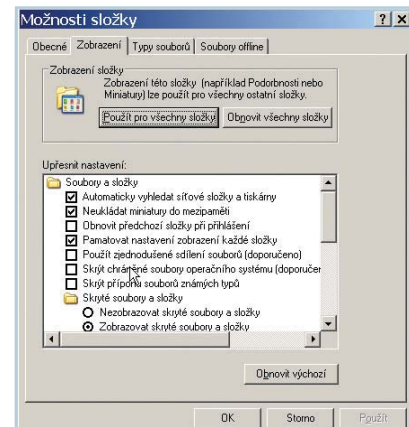 Možnosti složky
Obecné Zobrazení Typy souborů Soubory offline
Zobrazení složky
Zobrazení této složky (například Podorbnosti nebo
Miniatury) lze použít pro všechny ostatní složky.
Použít pro všechny složky Obnovit všechny složky
Upřesnit nastavení:
Soubory a složky
Automaticky vyhledat síťové složky a tiskárny
Neukládat miniatury do mezipaměti
Obnovit předchozí složky při přihlášení
Pamatovat nastavení zobrazení každé složky
Použít zjednodušené sdílení souborů (doporučeno)
Skrýt chráněné soubory operačního systému (doporučer
Skrýt příponu souborů známých typů
Skryté soubory a složky
Nezobrazovat skryté soubory a složky
Zobrazovat skryté soubory a složky
Obnovit výchozí
OK Storno Použít